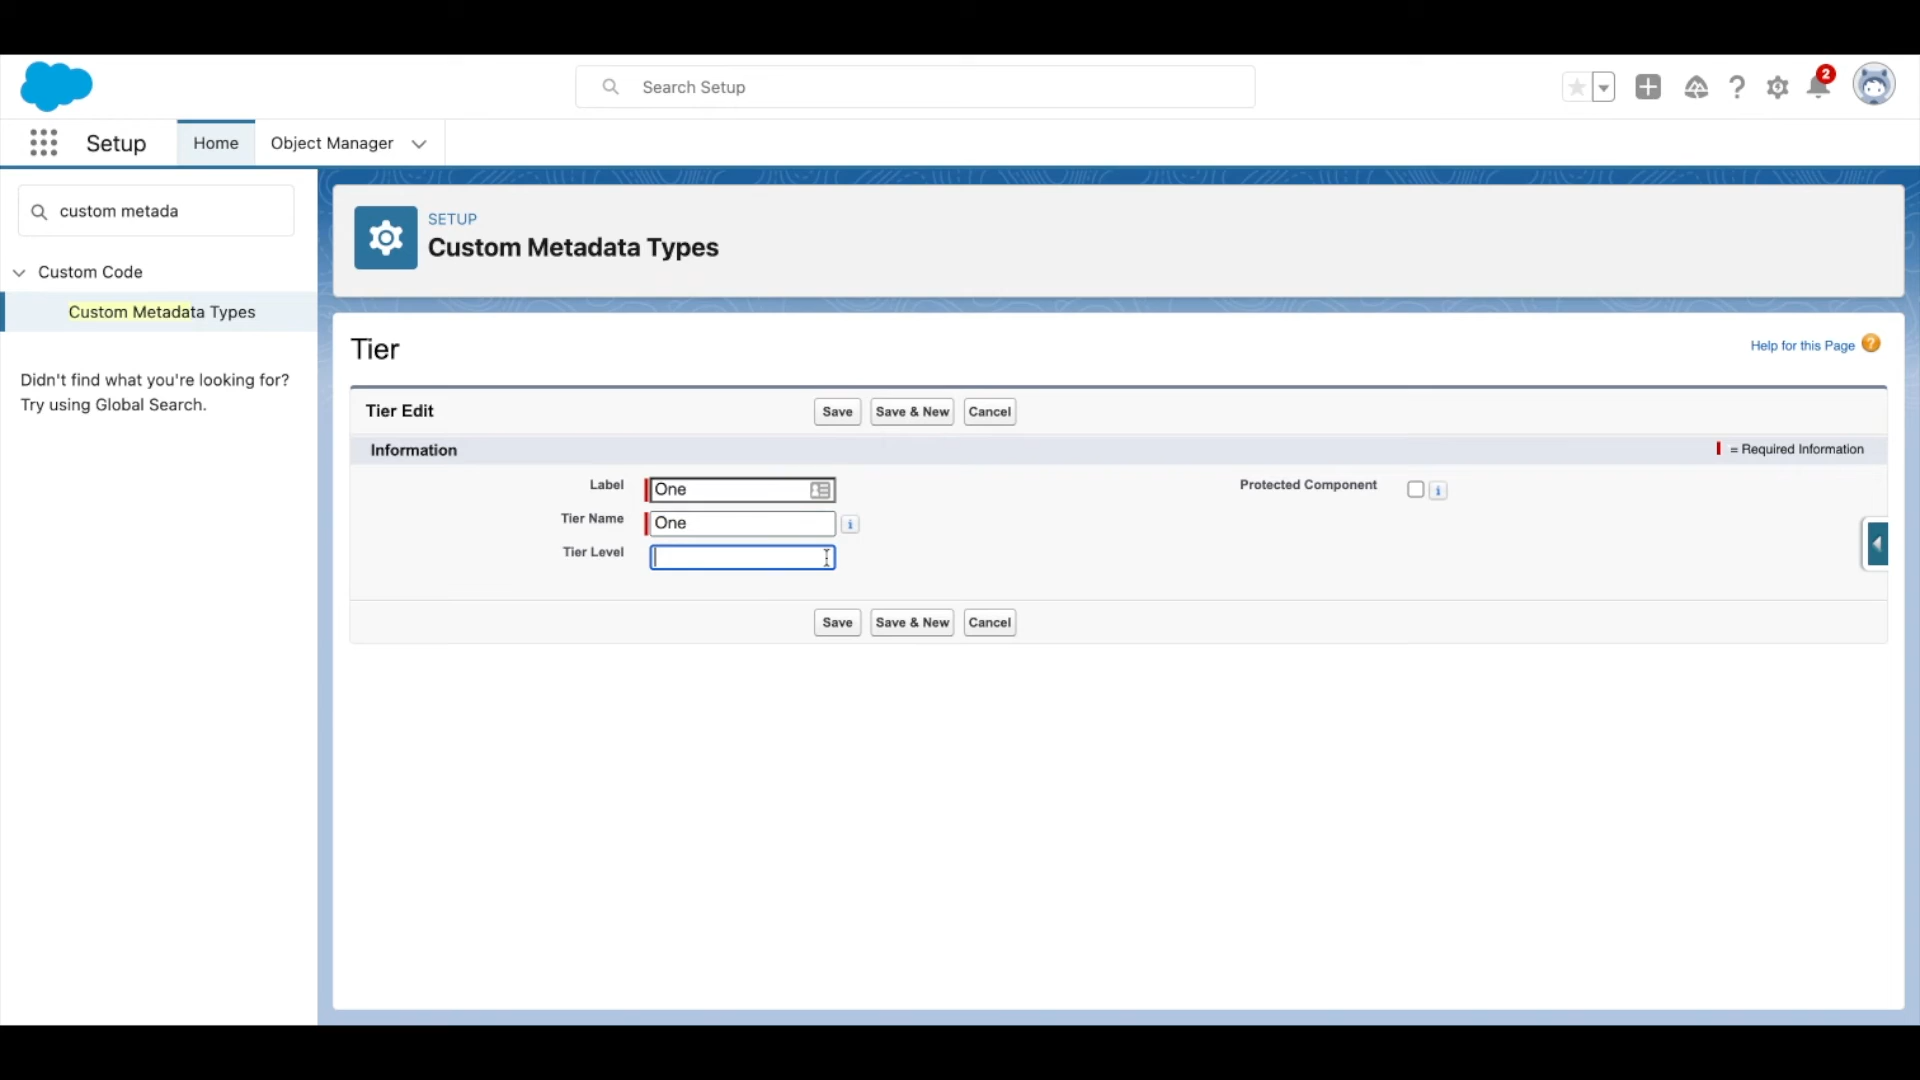 Search Setup
2
Setup
Home
Object Manager
custom metada
Custom Code
Custom Metadata Types
Didn't find what you're looking for?
Try using Global Search.
SETUP
Custom Metadata Types
Tier
Help for this Page ?
Tier Edit
Save
Save & New
Cancel
Information
= Required Information
Label
One
Protected Component
i
Tier Name
One
i
Tier Level
Save
Save & New
Cancel